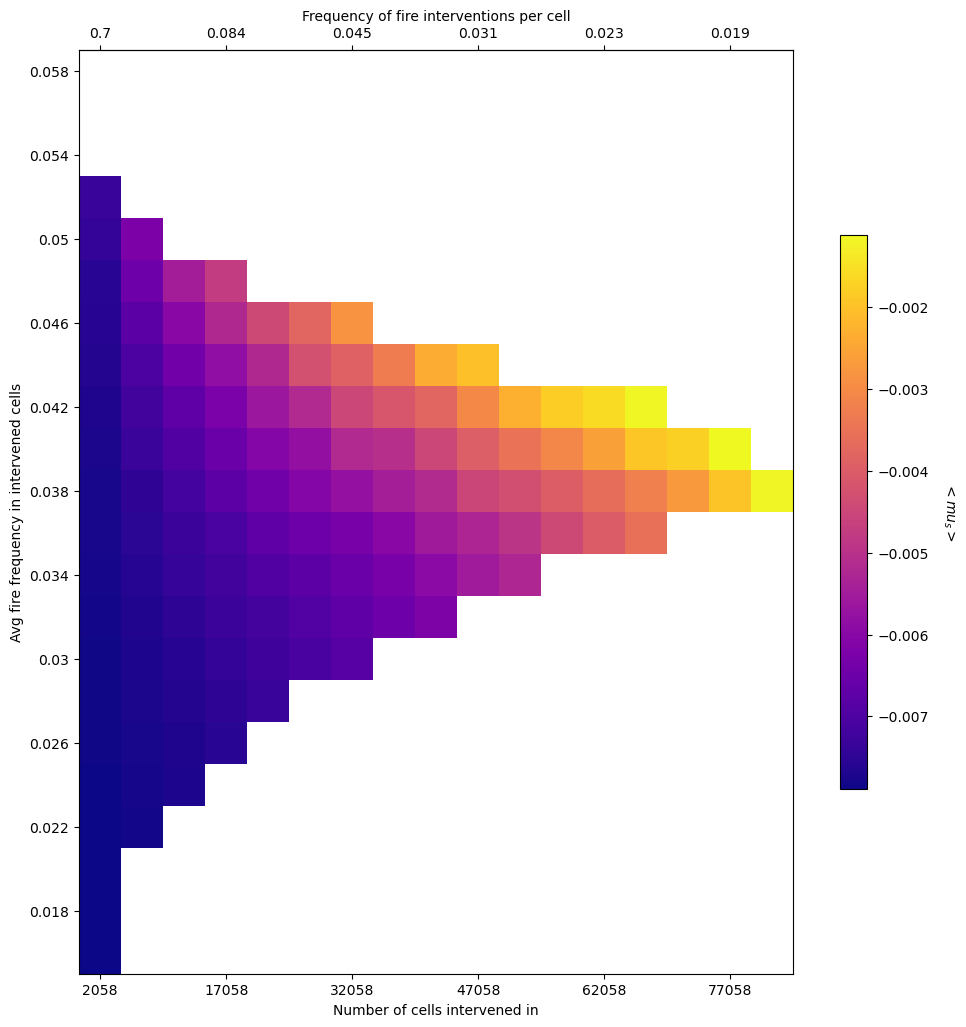 Frequency of fire interventions per cell
0.7 0.084 0.045 0.031 0.023 0.019
0.058
0.054
0.05
0.046
0.042
0.038
0.034
0.03
0.026
0.022
0.018
Avg fire frequency in intervened cells
2058 17058 32058 47058 62058 77058
Number of cells intervened in
−0.002
−0.003
−0.004
−0.005
−0.006
−0.007
< mu_s >